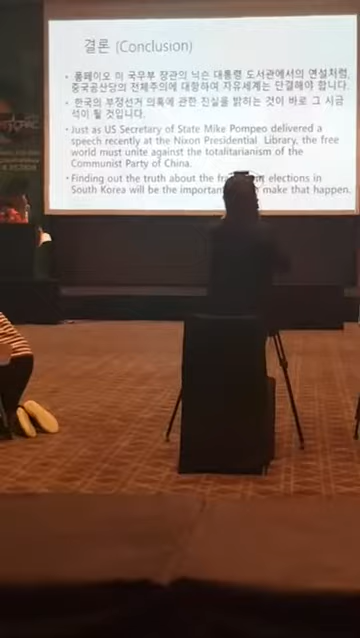 결론 (Conclusion)
• 폼페이오 미 국무부 장관의 닉슨 대통령 도서관에서의 연설처럼,
중국공산당의 전체주의에 대항하여 자유세계는 단결해야 합니다.
• 한국의 부정선거 의혹에 관한 진실을 밝히는 것이 바로 그 시금
석이 될 것입니다.
• Just as US Secretary of State Mike Pompeo delivered a
speech recently at the Nixon Presidential Library, the free
world must unite against the totalitarianism of the
Communist Party of China.
• Finding out the truth about the elections in
South Korea will be the important make that happen.